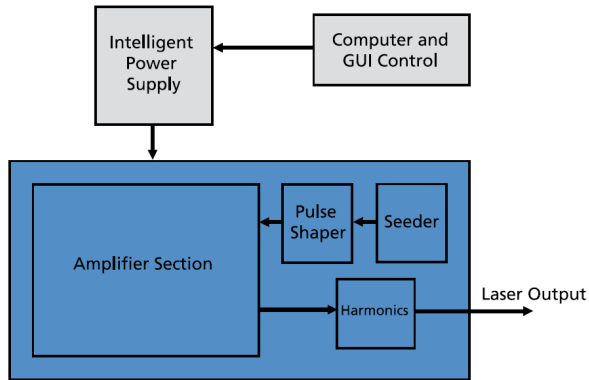 Intelligent
Power
Supply
Computer and
GUI Control
Pulse
Shaper
Seeder
Amplifier Section
Harmonics
Laser Output